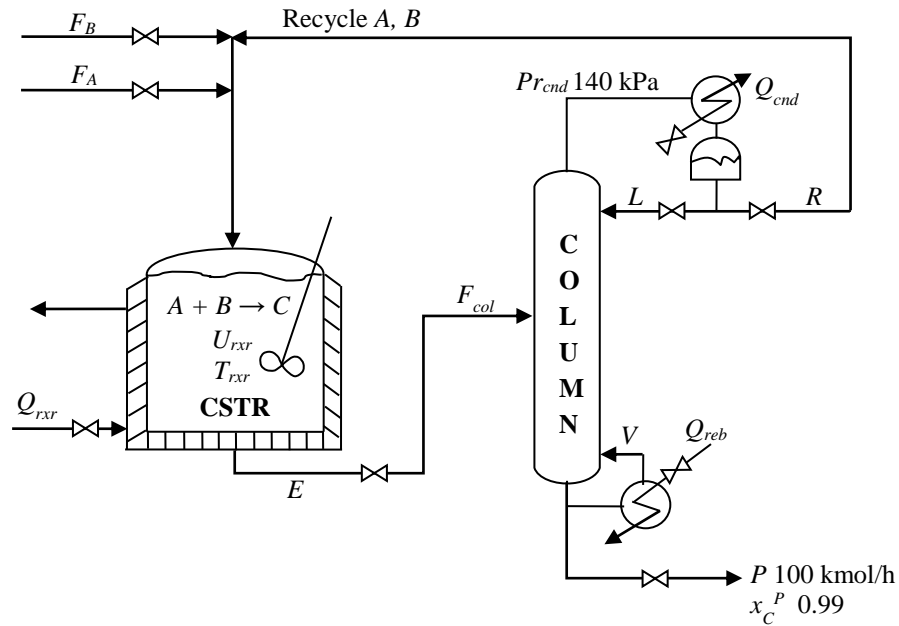 F_B
Recycle A, B
F_A
Pr_cnd 140 kPa
Q_cnd
L
R
A + B → C
U_rxr
T_rxr
CSTR
F_col
C
O
L
U
M
N
Q_rxr
E
V
Q_reb
P 100 kmol/h
x_C^P 0.99